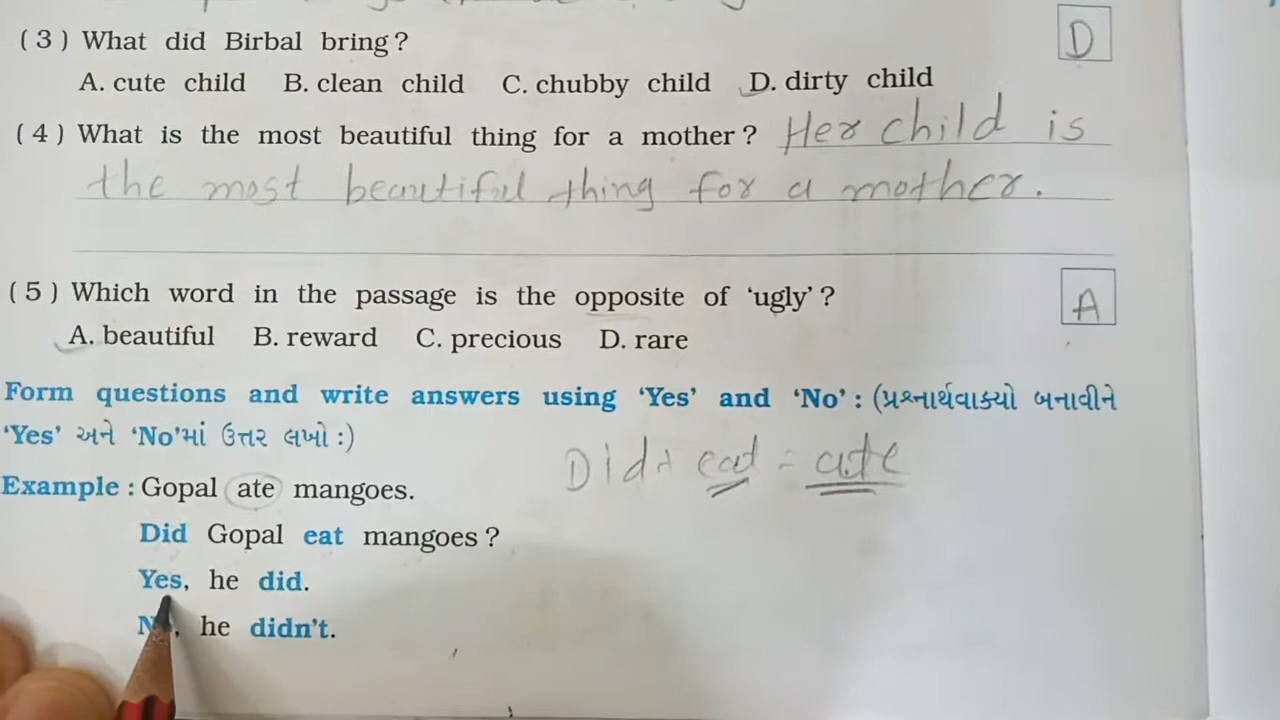 ( 3 ) What did Birbal bring ? D
A. cute child B. clean child C. chubby child D. dirty child
( 4 ) What is the most beautiful thing for a mother ? Her child is
the most beautiful thing for a mother.
( 5 ) Which word in the passage is the opposite of 'ugly' ? A
A. beautiful B. reward C. precious D. rare
Form questions and write answers using 'Yes' and 'No' : (પ્રશ્નાર્થવાક્યો બનાવીને
'Yes' અને 'No'માં ઉત્તર લખો :)
Did + eat = ate
Example : Gopal ate mangoes.
Did Gopal eat mangoes ?
Yes, he did.
No, he didn't.